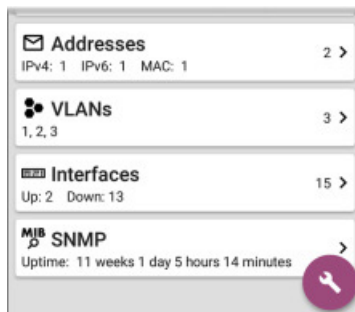 Addresses
2
IPv4: 1 IPv6: 1 MAC: 1
VLANs
3
1, 2, 3
Interfaces
15
Up: 2 Down: 13
MIB
SNMP
Uptime: 11 weeks 1 day 5 hours 14 minutes